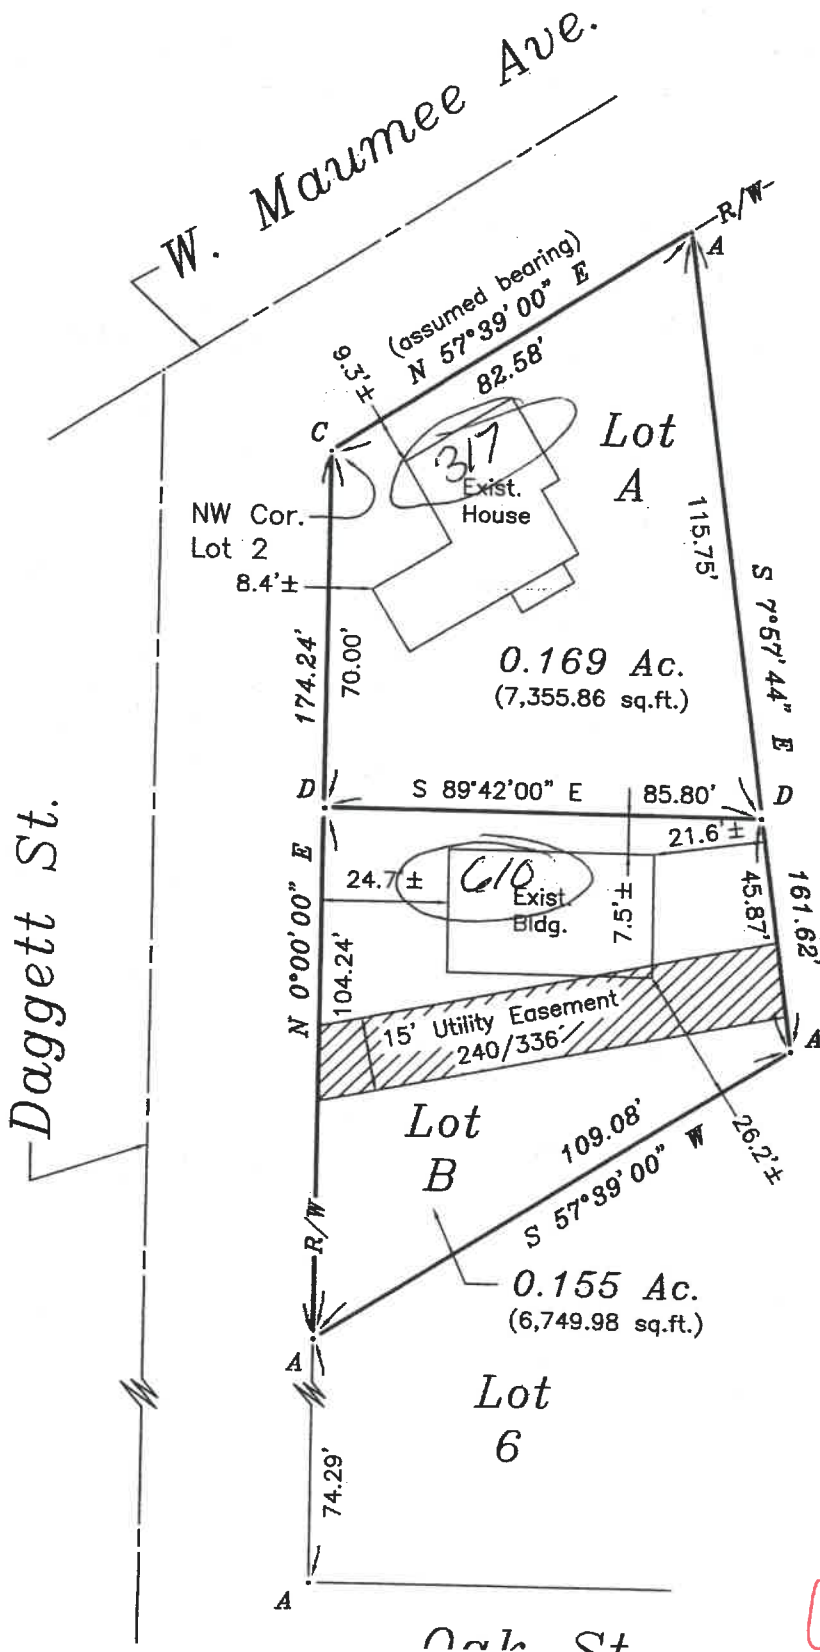 W. Maumee Ave.
R/W
A
(assumed bearing)
N 57°39'00" E
82.58'
9.3'±
C
317
Exist.
House
Lot
A
NW Cor.
Lot 2
8.4'±
115.75'
S 7°57'44" E
174.24'
70.00'
0.169 Ac.
(7,355.86 sq.ft.)
D
S 89°42'00" E
85.80'
D
21.6'±
24.7'±
610
Exist.
Bldg.
7.5'±
45.87'
161.62'
N 0°00'00" E
104.24'
Daggett St.
15' Utility Easement
240/336
A
Lot
B
109.08'
S 57°39'00" W
26.2'±
R/W
0.155 Ac.
(6,749.98 sq.ft.)
A
Lot
6
74.29'
A
Oak St